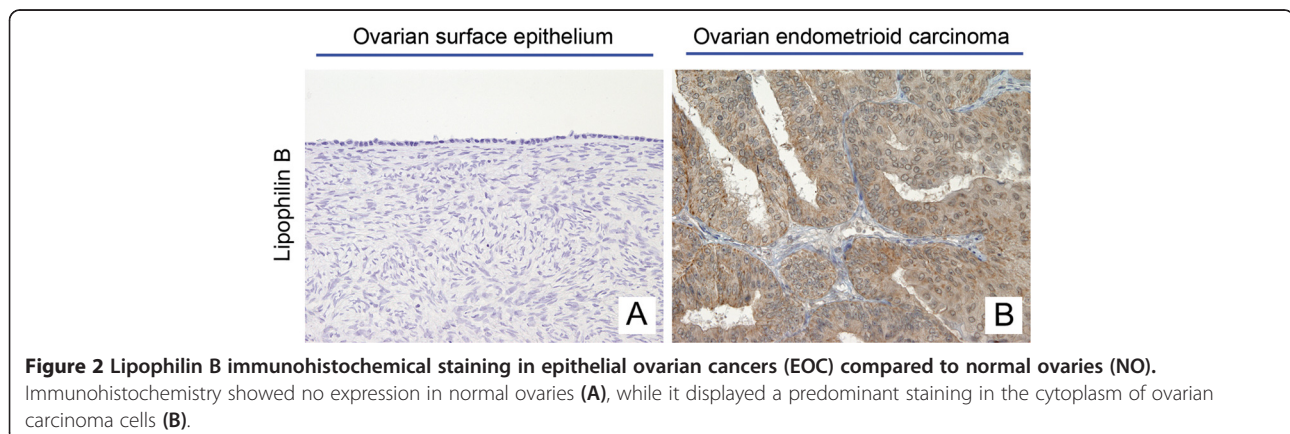 Ovarian surface epithelium
Ovarian endometrioid carcinoma
Lipophilin B
A
B
Figure 2 Lipophilin B immunohistochemical staining in epithelial ovarian cancers (EOC) compared to normal ovaries (NO).
Immunohistochemistry showed no expression in normal ovaries (A), while it displayed a predominant staining in the cytoplasm of ovarian
carcinoma cells (B).